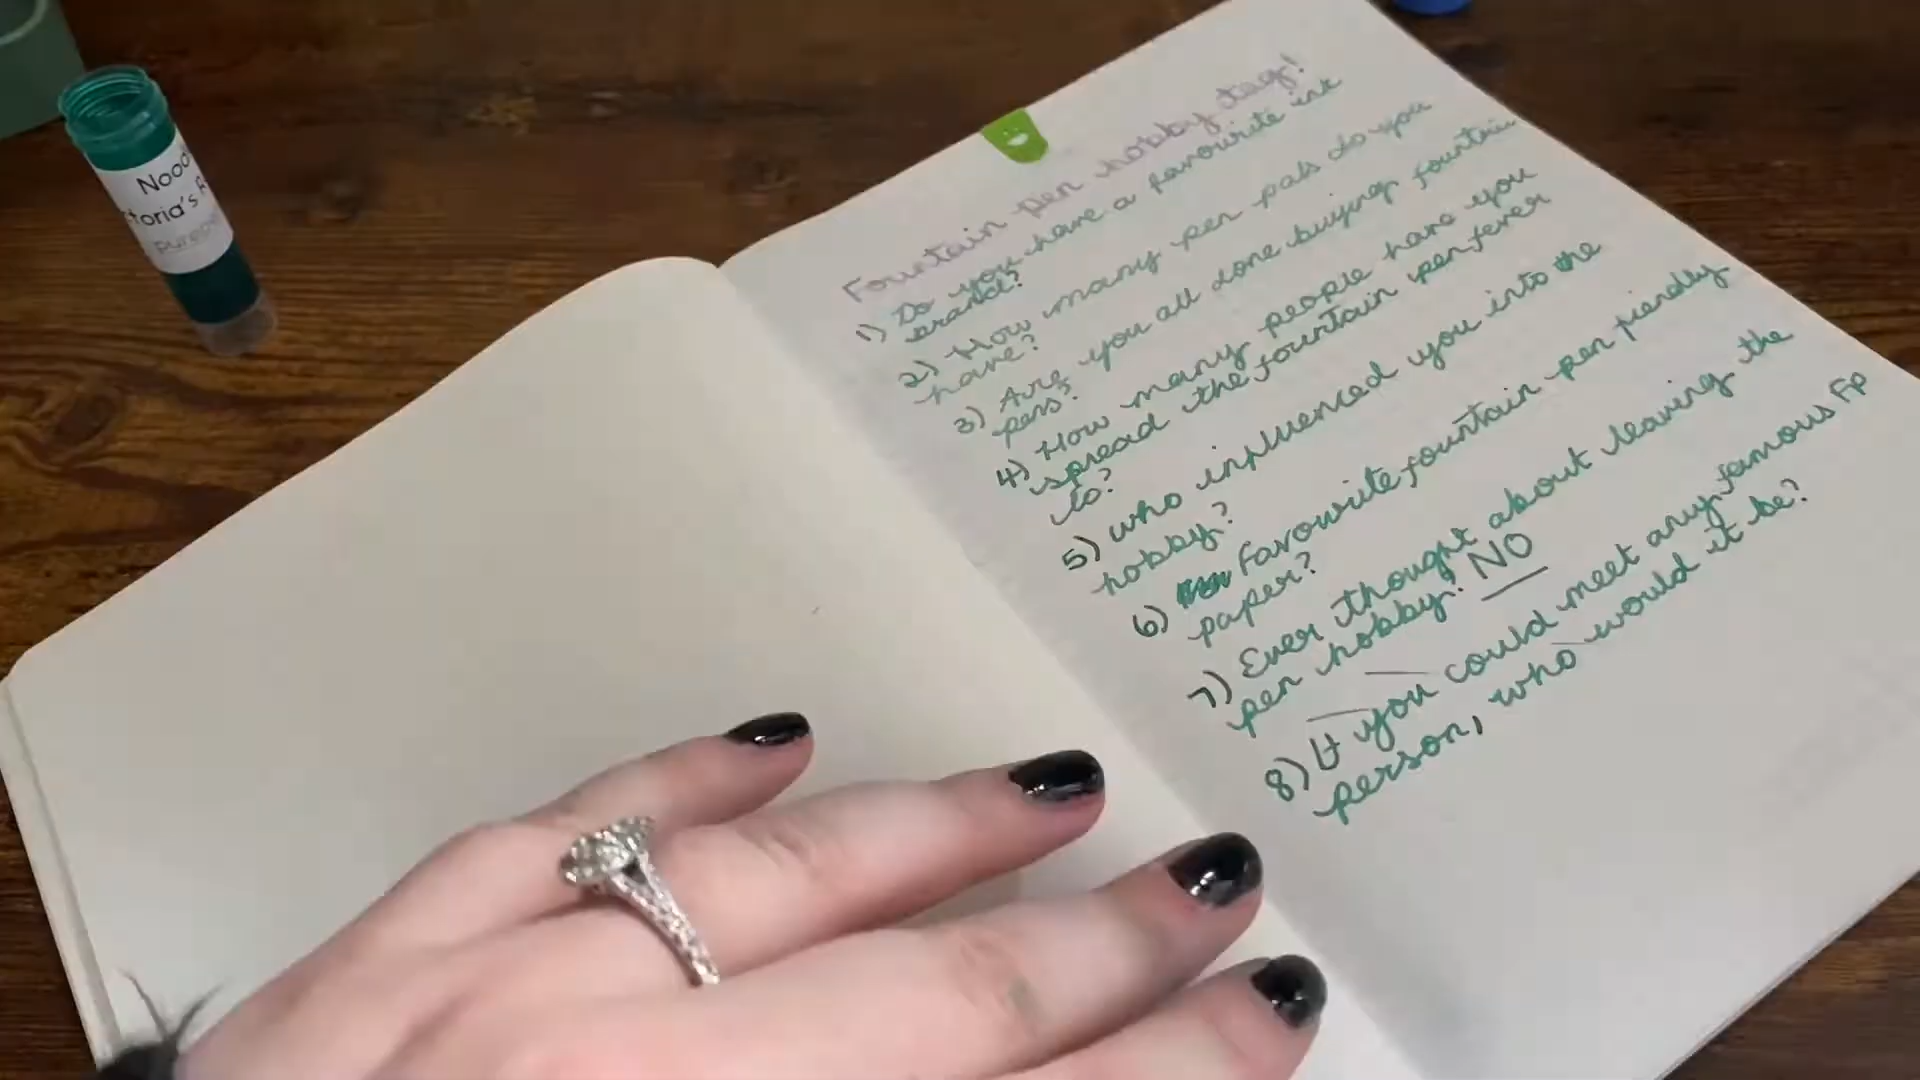 Nood
toria's R
pured
Fountain pen hobby tag!
1) Do you have a favourite ink
brand?
2) How many pen pals do you
have?
3) Are you all done buying fountain
pens?
4) How many people have you
spread the fountain pen fever
to?
5) who influenced you into the
hobby?
6) favourite fountain pen friendly
paper?
7) Ever thought about leaving the
pen hobby? NO
8) If you could meet any famous FP
person, who would it be?